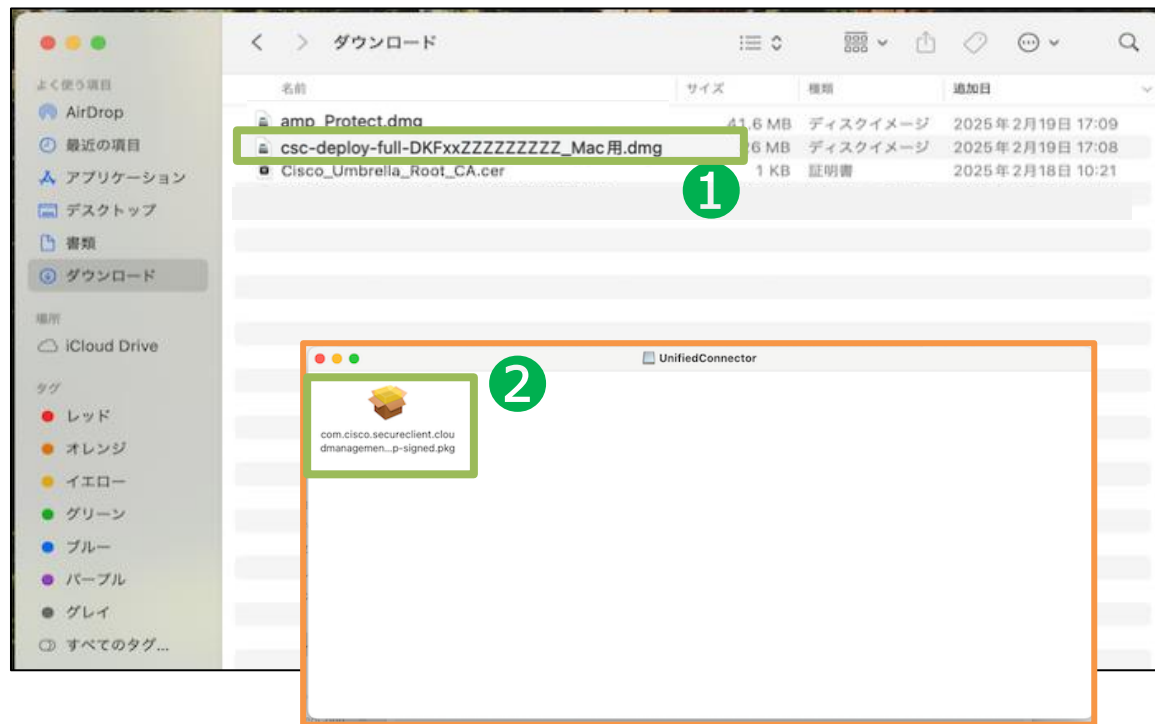 ダウンロード
よく使う項目
AirDrop
最近の項目
アプリケーション
デスクトップ
書類
ダウンロード
場所
iCloud Drive
タグ
レッド
オレンジ
イエロー
グリーン
ブルー
パープル
グレイ
すべてのタグ...
名前 サイズ 種類 追加日
amp_Protect.dmg 41.6 MB ディスクイメージ 2025年2月19日 17:09
csc-deploy-full-DKFxxZZZZZZZZZ_Mac用.dmg 26 MB ディスクイメージ 2025年2月19日 17:08
Cisco_Umbrella_Root_CA.cer 1 KB 証明書 2025年2月18日 10:21
1
UnifiedConnector
2
com.cisco.secureclient.clou
dmanagemen...p-signed.pkg